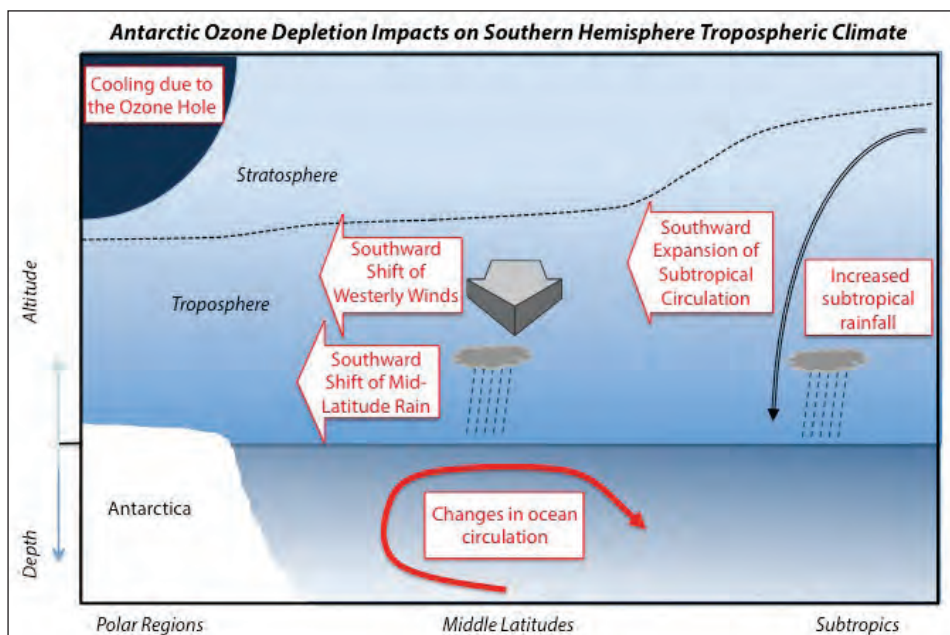 Antarctic Ozone Depletion Impacts on Southern Hemisphere Tropospheric Climate
Cooling due to
the Ozone Hole
Stratosphere
Southward
Shift of
Westerly Winds
Southward
Expansion of
Subtropical
Circulation
Increased
subtropical
rainfall
Troposphere
Altitude
Southward
Shift of Mid-
Latitude Rain
Antarctica
Changes in ocean
circulation
Depth
Polar Regions
Middle Latitudes
Subtropics